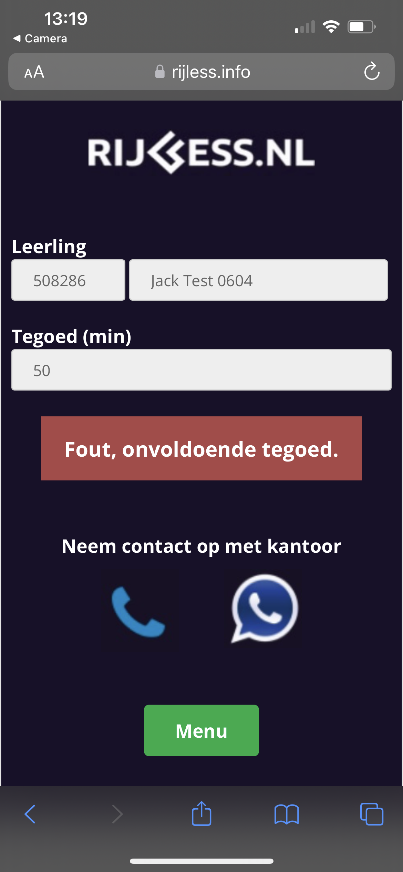 13:19
◀ Camera
AA rijless.info
RIJLESS.NL
Leerling
508286 Jack Test 0604
Tegoed (min)
50
Fout, onvoldoende tegoed.
Neem contact op met kantoor
Menu